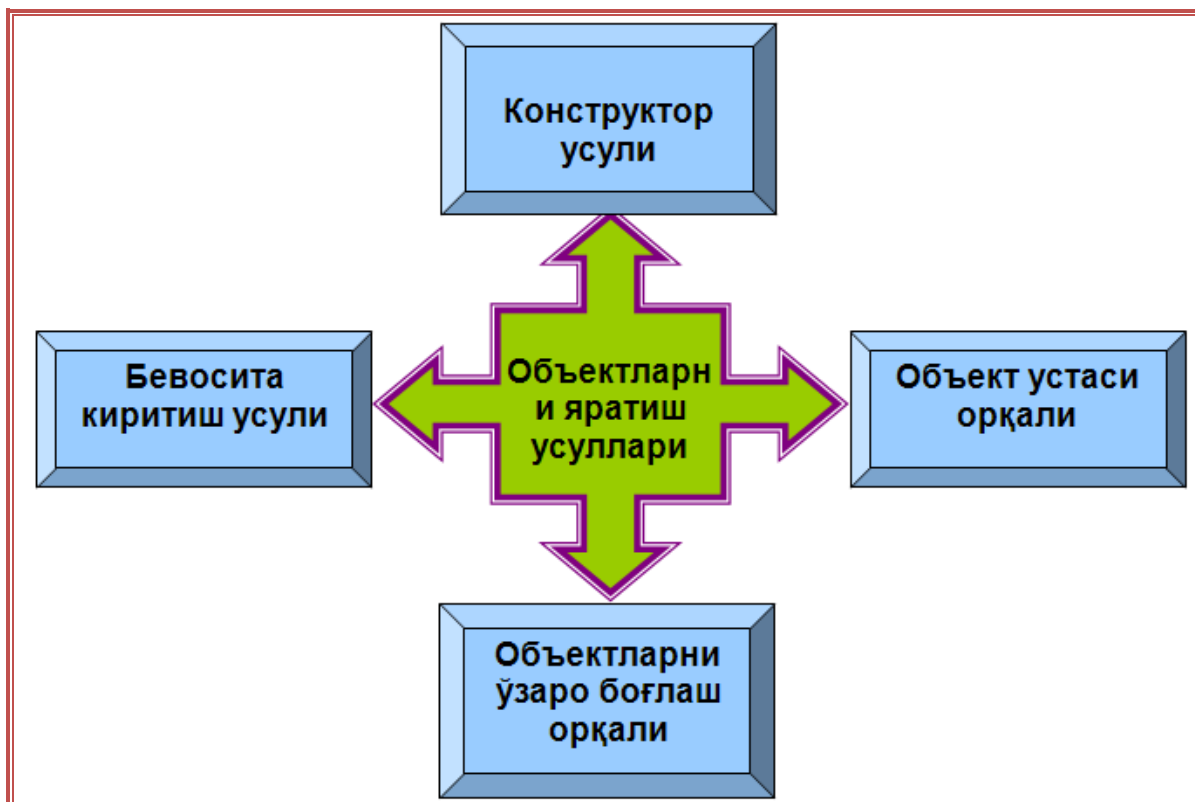 Конструктор
усули
Бевосита
киритиш усули
Объектларн
и яратиш
усуллари
Объект устаси
орқали
Объектларни
ўзаро боғлаш
орқали